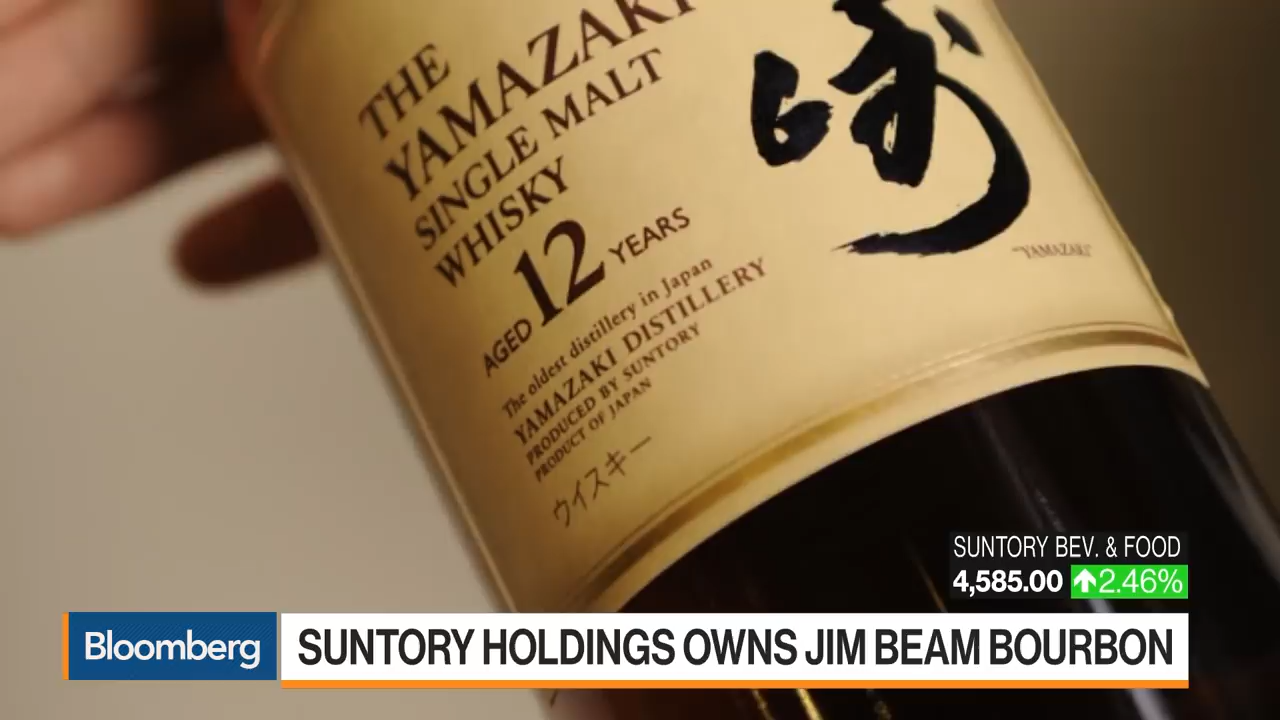 THE
YAMAZAKI
SINGLE MALT
WHISKY
AGED 12 YEARS
The oldest distillery in Japan
YAMAZAKI DISTILLERY
PRODUCED BY SUNTORY
PRODUCT OF JAPAN
ウイスキー
崎
"YAMAZAKI"
SUNTORY BEV. & FOOD
4,585.00 2.46%
Bloomberg
SUNTORY HOLDINGS OWNS JIM BEAM BOURBON